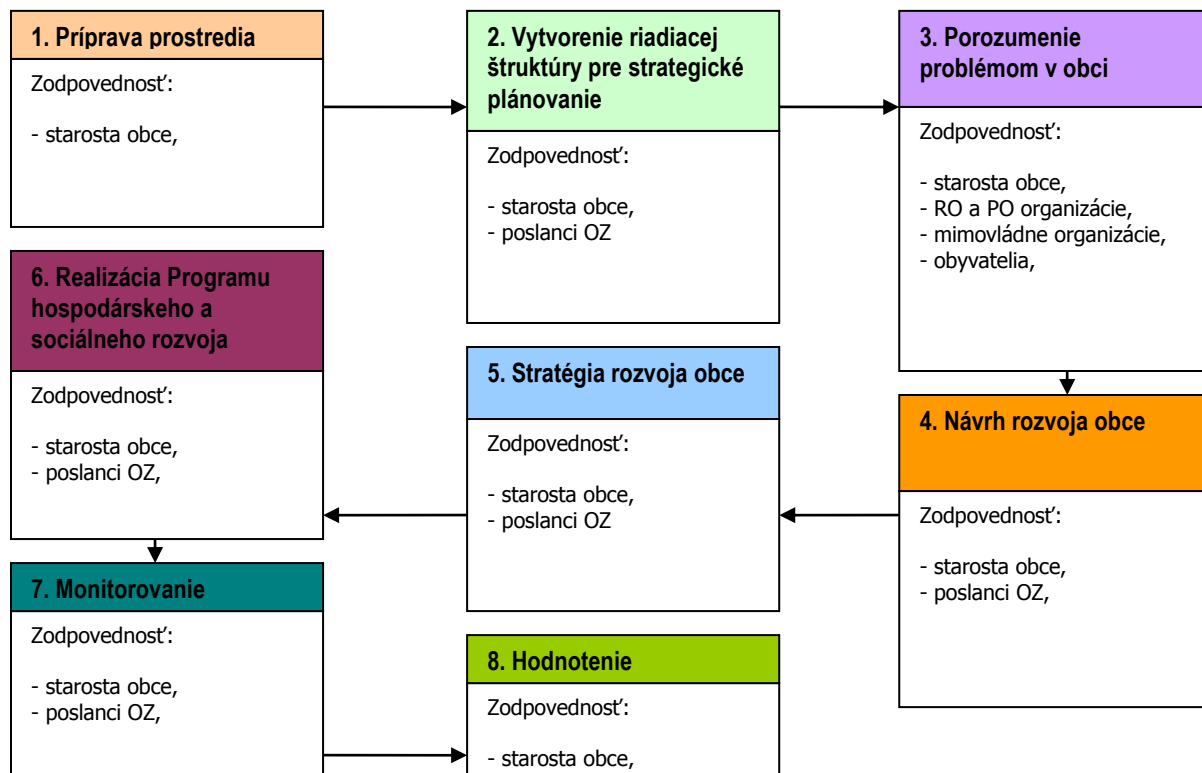 1. Príprava prostredia
Zodpovednosť:
- starosta obce,
2. Vytvorenie riadiacej
štruktúry pre strategické
plánovanie
Zodpovednosť:
- starosta obce,
- poslanci OZ
3. Porozumenie
problémom v obci
Zodpovednosť:
- starosta obce,
- RO a PO organizácie,
- mimovládne organizácie,
- obyvatelia,
4. Návrh rozvoja obce
Zodpovednosť:
- starosta obce,
- poslanci OZ,
5. Stratégia rozvoja obce
Zodpovednosť:
- starosta obce,
- poslanci OZ
6. Realizácia Programu
hospodárskeho a
sociálneho rozvoja
Zodpovednosť:
- starosta obce,
- poslanci OZ,
7. Monitorovanie
Zodpovednosť:
- starosta obce,
- poslanci OZ,
8. Hodnotenie
Zodpovednosť:
- starosta obce,